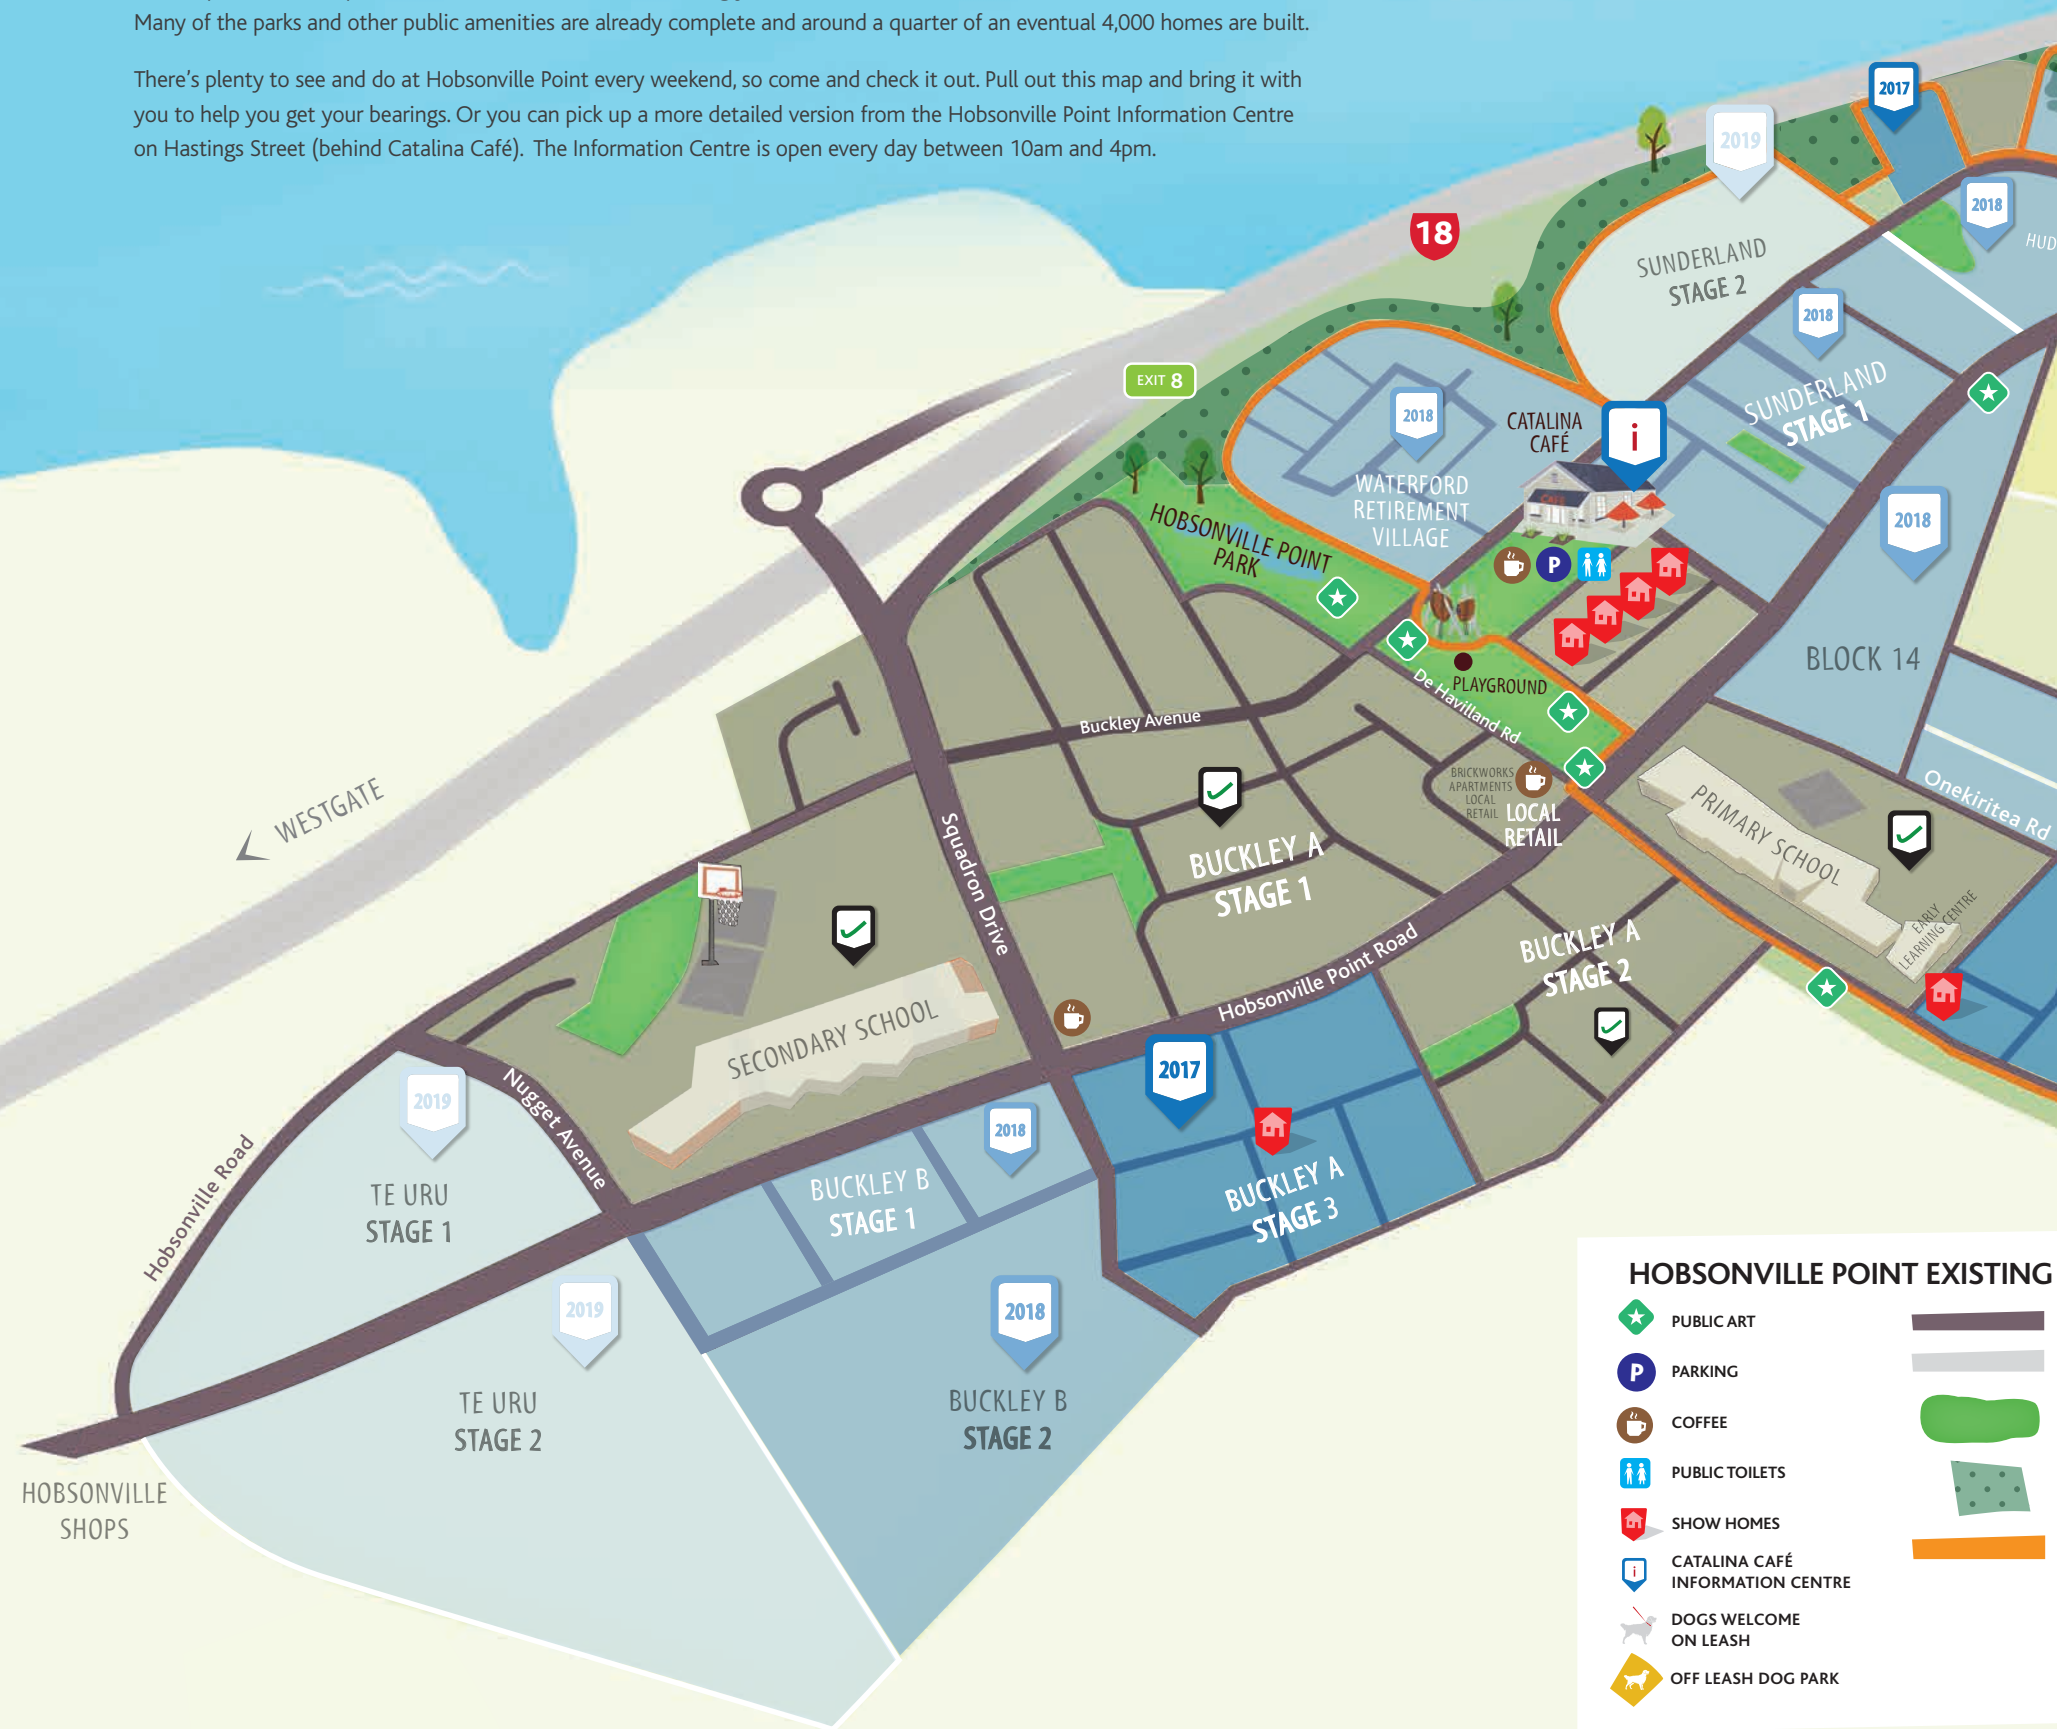 Many of the parks and other public amenities are already complete and around a quarter of an eventual 4,000 homes are built.
There's plenty to see and do at Hobsonville Point every weekend, so come and check it out. Pull out this map and bring it with
you to help you get your bearings. Or you can pick up a more detailed version from the Hobsonville Point Information Centre
on Hastings Street (behind Catalina Café). The Information Centre is open every day between 10am and 4pm.
2017
2019
2018
HUD
18
SUNDERLAND
STAGE 2
2018
EXIT 8
SUNDERLAND
STAGE 1
2018
CATALINA
CAFÉ
i
WATERFORD
RETIREMENT
VILLAGE
CAFE
2018
HOBSONVILLE POINT
PARK
P
BLOCK 14
PLAYGROUND
De Havilland Rd
Buckley Avenue
BRICKWORKS
APARTMENTS
LOCAL
RETAIL
LOCAL
RETAIL
Onekiritea Rd
PRIMARY SCHOOL
EARLY
LEARNING CENTRE
WESTGATE
Squadron Drive
BUCKLEY A
STAGE 1
BUCKLEY A
STAGE 2
Hobsonville Point Road
SECONDARY SCHOOL
2017
Nugget Avenue
2019
2018
Hobsonville Road
TE URU
STAGE 1
BUCKLEY B
STAGE 1
BUCKLEY A
STAGE 3
2019
2018
TE URU
STAGE 2
BUCKLEY B
STAGE 2
HOBSONVILLE
SHOPS
HOBSONVILLE POINT EXISTING
PUBLIC ART
P PARKING
COFFEE
PUBLIC TOILETS
SHOW HOMES
i CATALINA CAFÉ
INFORMATION CENTRE
DOGS WELCOME
ON LEASH
OFF LEASH DOG PARK